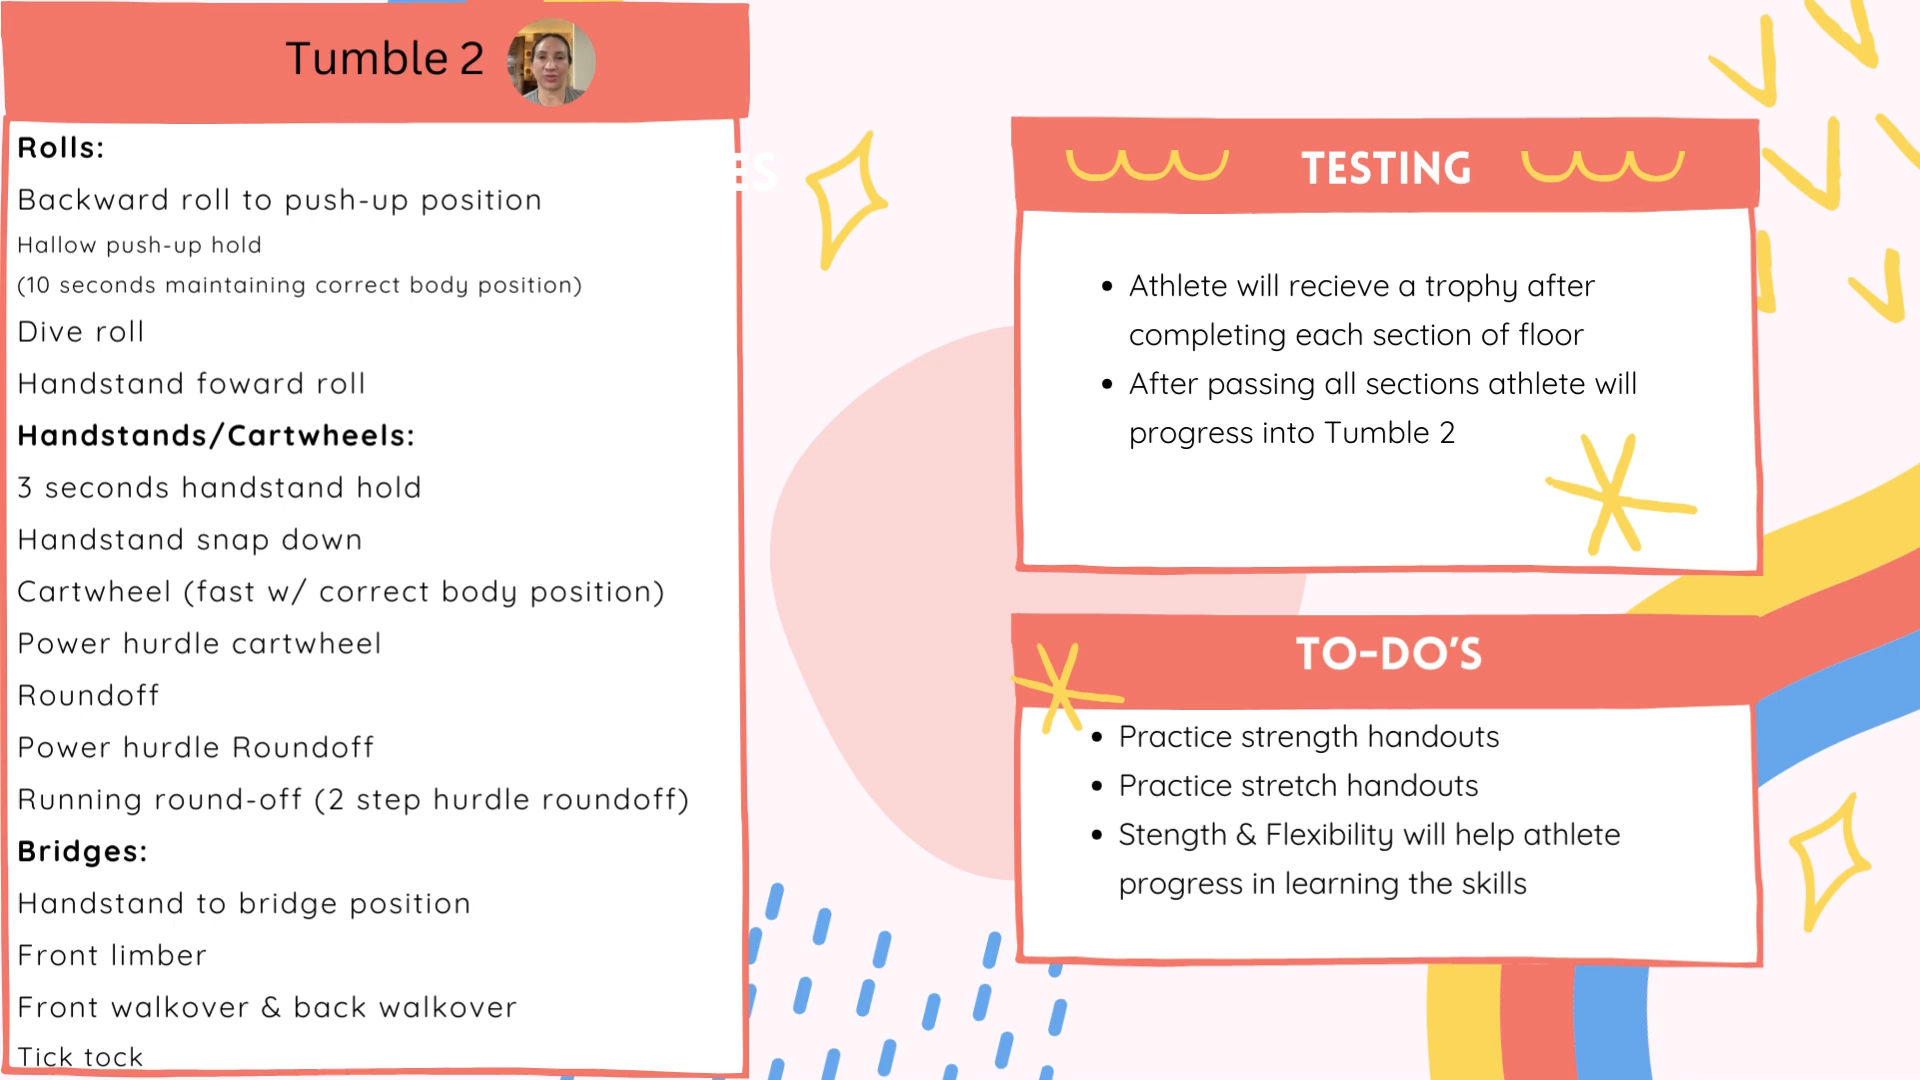 Tumble 2
Rolls:
Backward roll to push-up position
Hallow push-up hold
(10 seconds maintaining correct body position)
Dive roll
Handstand foward roll
Handstands/Cartwheels:
3 seconds handstand hold
Handstand snap down
Cartwheel (fast w/ correct body position)
Power hurdle cartwheel
Roundoff
Power hurdle Roundoff
Running round-off (2 step hurdle roundoff)
Bridges:
Handstand to bridge position
Front limber
Front walkover & back walkover
Tick tock
TESTING
• Athlete will recieve a trophy after
completing each section of floor
• After passing all sections athlete will
progress into Tumble 2
TO-DO'S
• Practice strength handouts
• Practice stretch handouts
• Stength & Flexibility will help athlete
progress in learning the skills